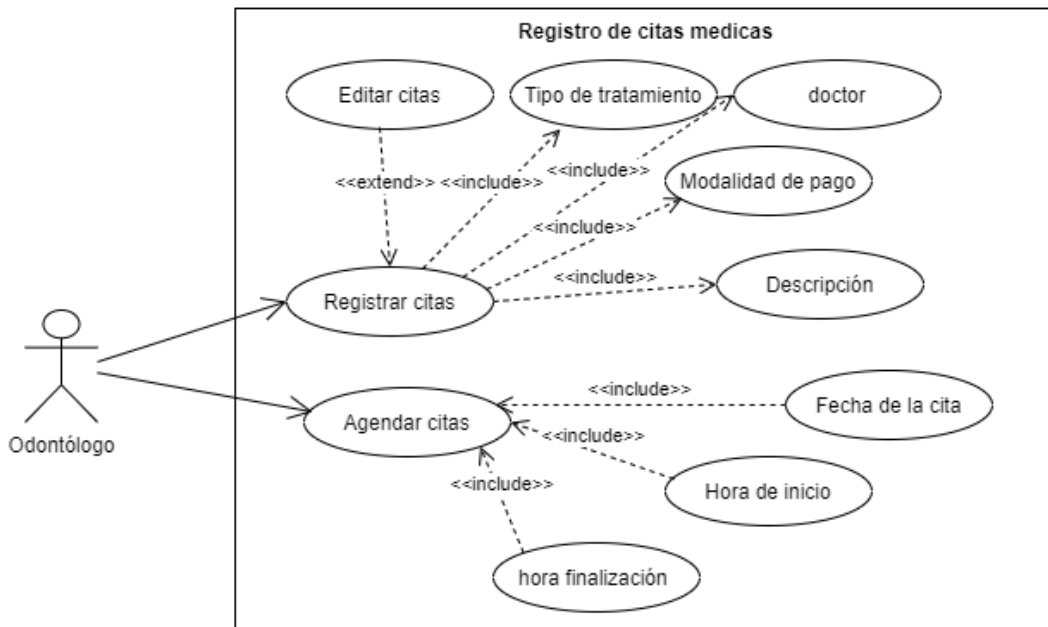 Registro de citas medicas
Editar citas
Tipo de tratamiento
doctor
<<extend>>
<<include>>
<<include>>
Modalidad de pago
<<include>>
<<include>>
Descripción
Registrar citas
Odontólogo
Agendar citas
<<include>>
Fecha de la cita
<<include>>
Hora de inicio
<<include>>
hora finalización